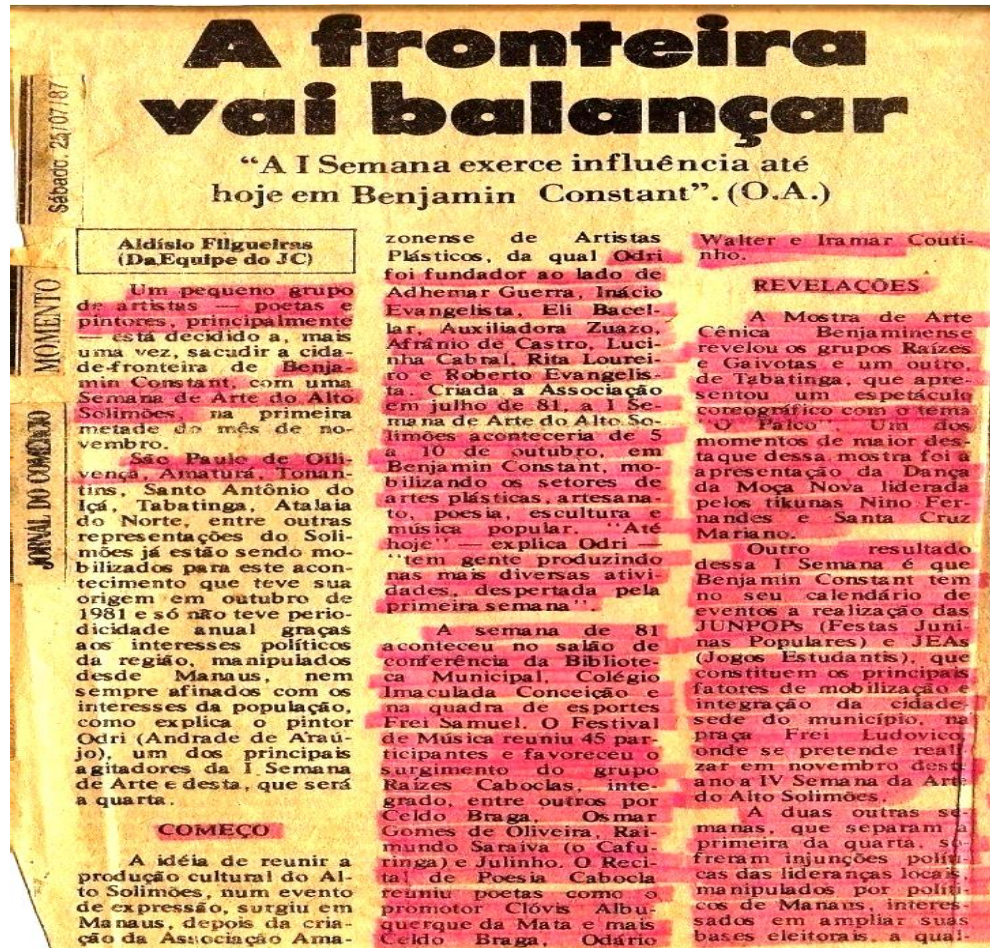 A fronteira
vai balançar
"A I Semana exerce influência até
hoje em Benjamin Constant". (O.A.)
Sábado. 25/07/87
MOMENTO
JORNAL DO COMÉRCIO
Aldísio Filgueiras
(Da Equipe do JC)
Um pequeno grupo
de artistas — poetas e
pintores, principalmente
— está decidido a, mais
uma vez, sacudir a cida-
de-fronteira de Benja-
min Constant, com uma
Semana de Arte do Alto
Solimões, na primeira
metade do mês de no-
vembro.
São Paulo de Oili-
vença, Amaturá, Tonan-
tins, Santo Antônio do
Içá, Tabatinga, Atalaia
do Norte, entre outras
representações do Soli-
mões já estão sendo mo-
bilizados para este acon-
tecimento que teve sua
origem em outubro de
1981 e só não teve perio-
dicidade anual graças
aos interesses políticos
da região, manipulados
desde Manaus, nem
sempre afinados com os
interesses da população,
como explica o pintor
Odri (Andrade de Araú-
jo), um dos principais
agitadores da I Semana
de Arte e desta, que será
a quarta.
COMEÇO
A idéia de reunir a
produção cultural do Al-
to Solimões, num evento
de expressão, surgiu em
Manaus, depois da cria-
ção da Associação Ama-
zonense de Artistas
Plásticos, da qual Odri
foi fundador ao lado de
Adhemar Guerra, Inácio
Evangelista, Eli Bacel-
lar, Auxiliadora Zuazo,
Afrânio de Castro, Luci-
nha Cabral, Rita Lourei-
ro e Roberto Evangelis-
ta. Criada a Associação
em julho de 81, a I Se-
mana de Arte do Alto So-
limões aconteceria de 5
a 10 de outubro, em
Benjamin Constant, mo-
bilizando os setores de
artes plásticas, artesana-
to, poesia, escultura e
música popular. "Até
hoje" — explica Odri —
"tem gente produzindo
nas mais diversas ativi-
dades, despertada pela
primeira semana".
A semana de 81
aconteceu no salão de
conferência da Bibliote-
ca Municipal, Colégio
Imaculada Conceição e
na quadra de esportes
Frei Samuel. O Festival
de Música reuniu 45 par-
ticipantes e favoreceu o
surgimento do grupo
Raízes Caboclas, inte-
grado, entre outros por
Celdo Braga, Osmar
Gomes de Oliveira, Rai-
mundo Saraiva (o Cafu-
ringa) e Julinho. O Reci-
tal de Poesia Cabocla
reuniu poetas como o
promotor Clóvis Albu-
querque da Mata e mais
Celdo Braga, Odário
Walter e Iramar Couti-
nho.
REVELAÇÕES
A Mostra de Arte
Cênica Benjaminense
revelou os grupos Raízes
e Gaivotas e um outro,
de Tabatinga, que apre-
sentou um espetáculo
coreográfico com o tema
"O Palco". Um dos
momentos de maior des-
taque dessa mostra foi a
apresentação da Dança
da Moça Nova liderada
pelos tikunas Nino Fer-
nandes e Santa Cruz
Mariano.
Outro resultado
dessa I Semana é que
Benjamin Constant tem
no seu calendário de
eventos a realização das
JUNPOPs (Festas Juni-
nas Populares) e JEAs
(Jogos Estudantis), que
constituem os principais
fatores de mobilização e
integração da cidade-
sede do município, na
praça Frei Ludovico,
onde se pretende reali-
zar em novembro deste
ano a IV Semana da Arte
do Alto Solimões.
A duas outras se-
manas, que separam a
primeira da quarta, so-
freram injunções políti-
cas das lideranças locais,
manipulados por políti-
cos de Manaus, interes-
sados em ampliar suas
bases eleitorais a qual-